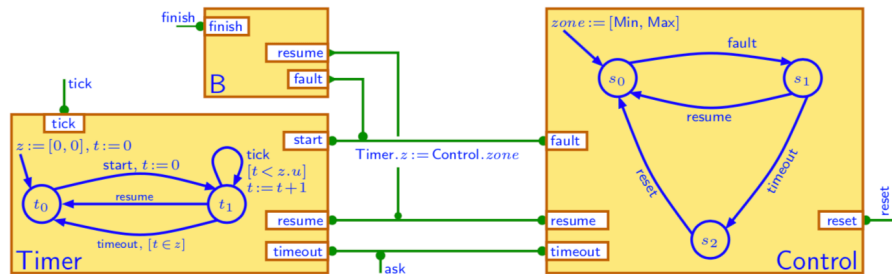 finish
finish
resume
fault
B
tick
tick
z := [0, 0], t := 0
start, t := 0
tick
[t < z.u]
t := t + 1
t₀
resume
t₁
timeout, [t ∈ z]
Timer
start
resume
timeout
Timer.z := Control.zone
ask
zone := [Min, Max]
fault
s₀
s₁
resume
fault
reset
timeout
s₂
resume
timeout
reset
reset
Control